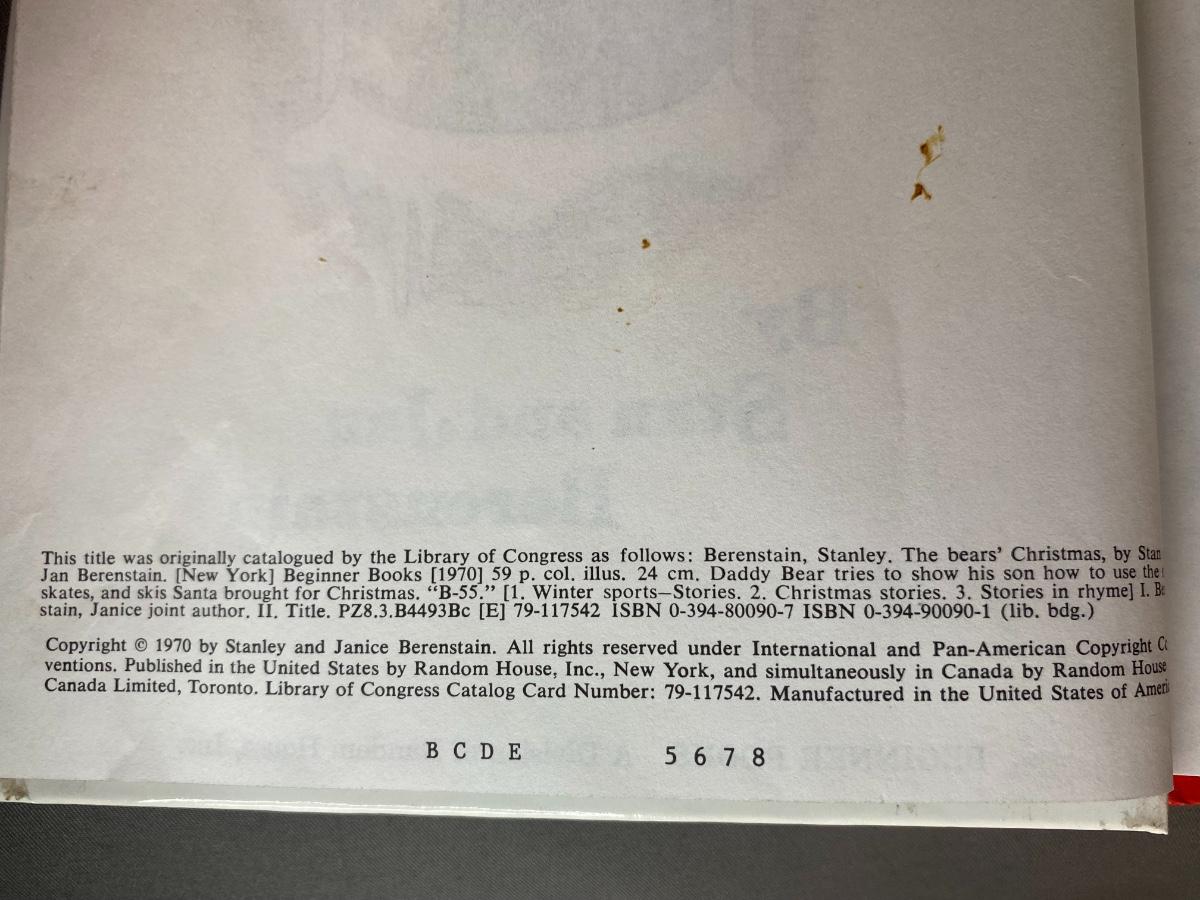 This title was originally catalogued by the Library of Congress as follows: Berenstain, Stanley. The bears’ Christmas, by Stan
Jan Berenstain. [New York] Beginner Books [1970] 59 p. col. illus. 24 cm. Daddy Bear tries to show his son how to use the
skates, and skis Santa brought for Christmas. “B-55.” [1. Winter sports—Stories. 2. Christmas stories. 3. Stories in rhyme] I.
stain, Janice joint author. II. Title. PZ8.3.B4493Bc [E] 79-117542 ISBN 0-394-80090-7 ISBN 0-394-90090-1 (lib. bdg.)
Copyright © 1970 by Stanley and Janice Berenstain. All rights reserved under International and Pan-American Copyright
ventions. Published in the United States by Random House, Inc., New York, and simultaneously in Canada by Random House
Canada Limited, Toronto. Library of Congress Catalog Card Number: 79-117542. Manufactured in the United States of Ameri
B C D E 5 6 7 8